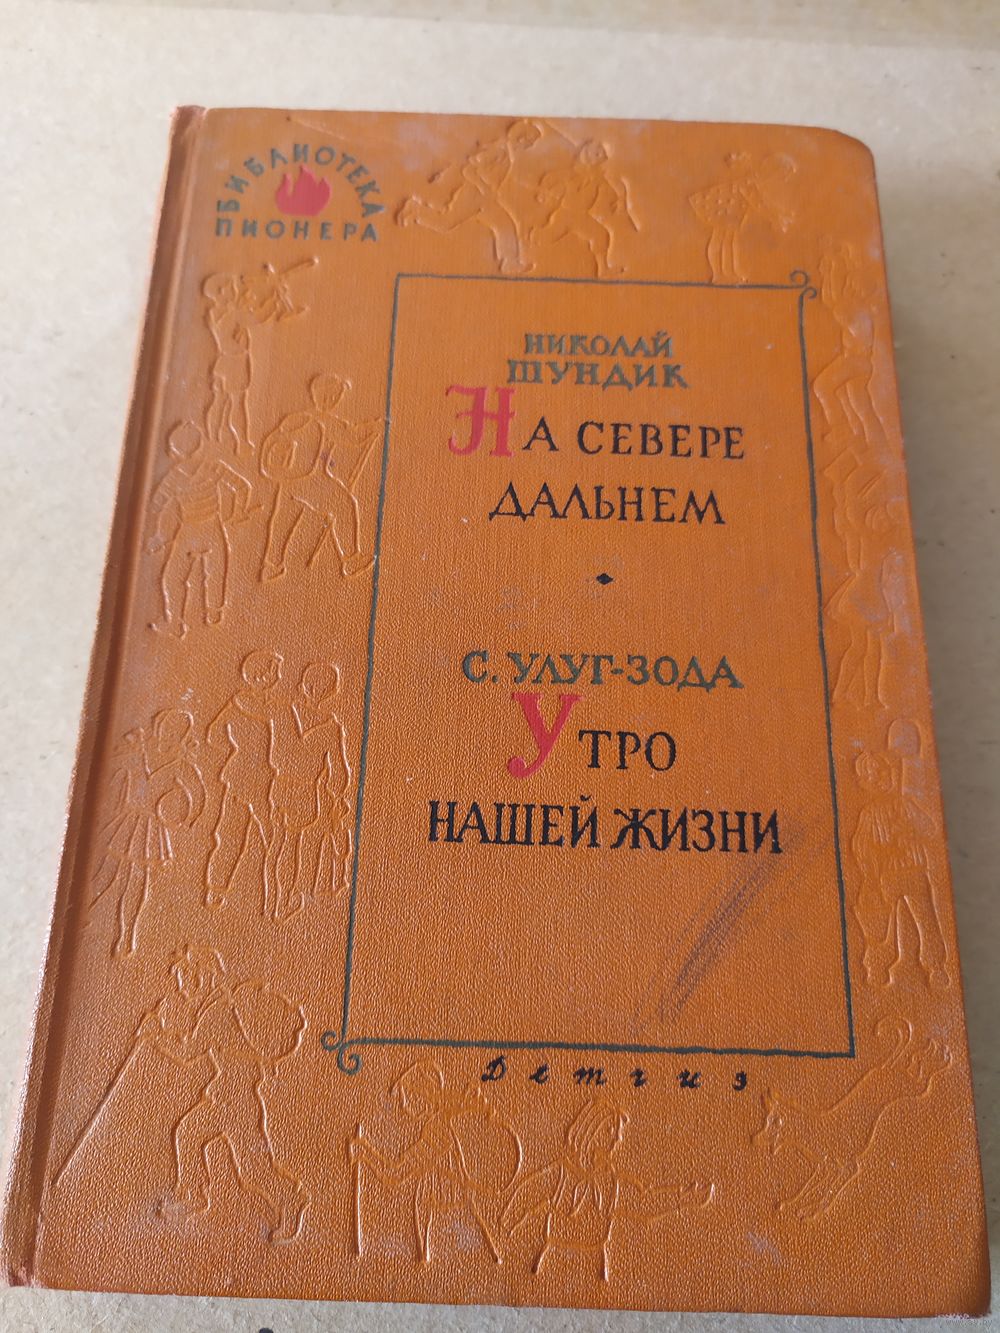 БИБЛИОТЕКА
ПИОНЕРА
НИКОЛАЙ
ШУНДИК
НА СЕВЕРЕ
ДАЛЬНЕМ
С. УЛУГ-ЗОДА
УТРО
НАШЕЙ ЖИЗНИ
Детгиз